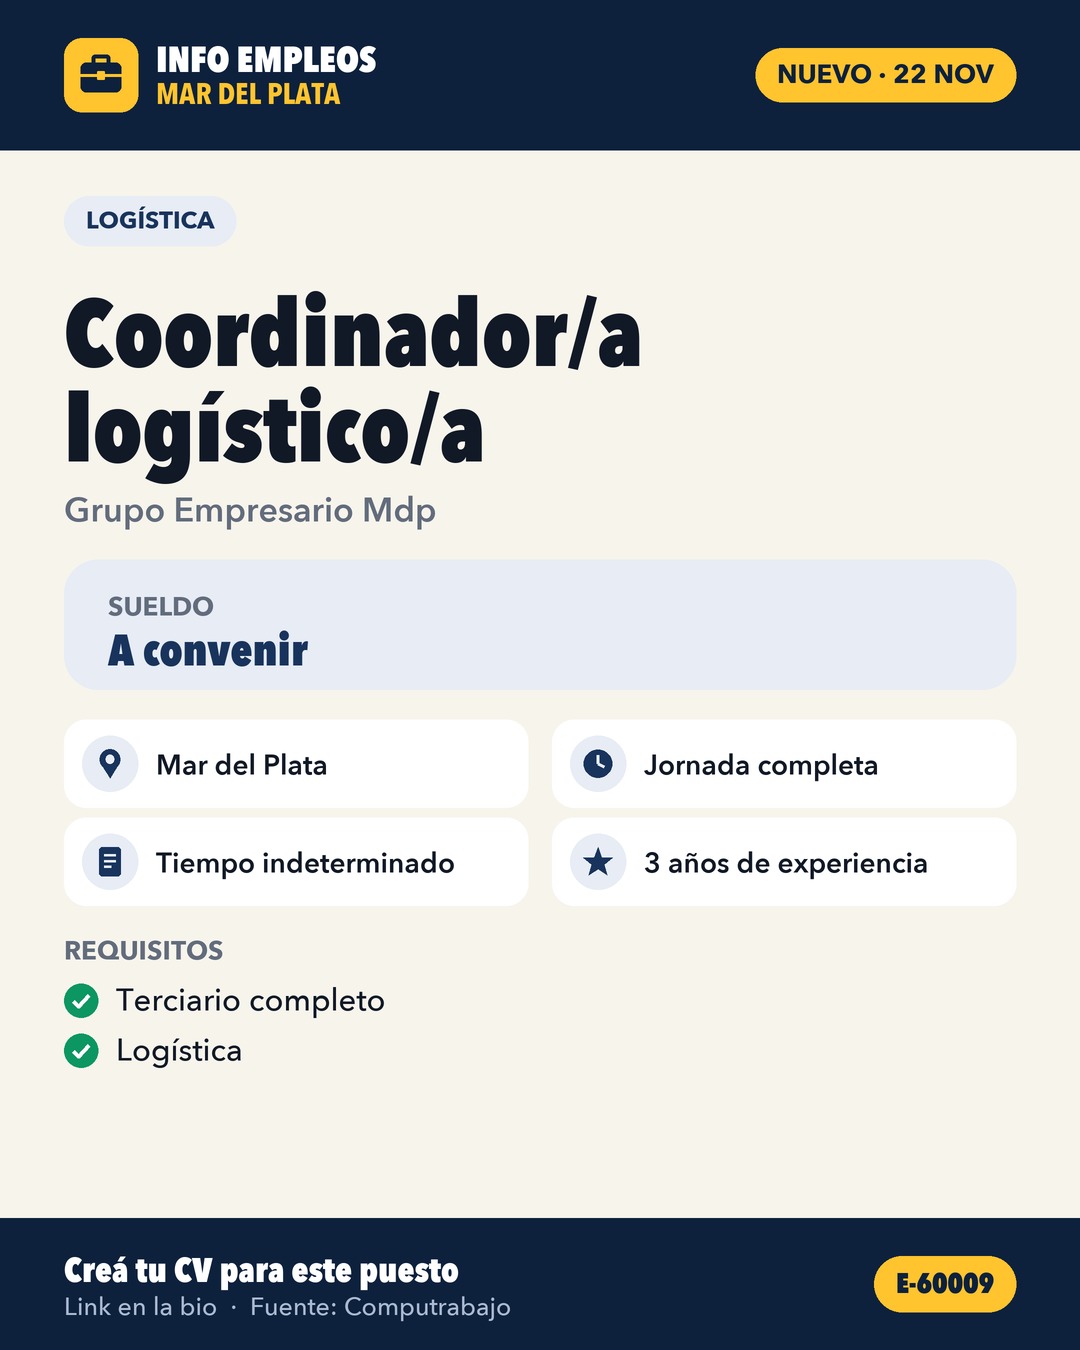 INFO EMPLEOS
MAR DEL PLATA
NUEVO · 22 NOV
LOGÍSTICA
Coordinador/a
logístico/a
Grupo Empresario Mdp
SUELDO
A convenir
Mar del Plata
Jornada completa
Tiempo indeterminado
3 años de experiencia
REQUISITOS
Terciario completo
Logística
Creá tu CV para este puesto
Link en la bio · Fuente: Computrabajo
E-60009